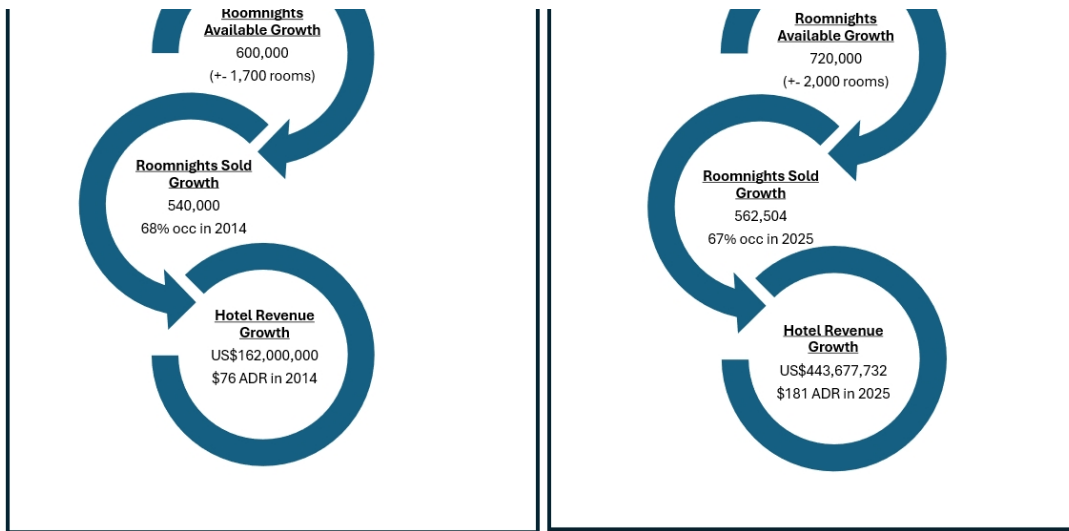 Roomnights
Available Growth
600,000
(+- 1,700 rooms)
Roomnights Sold
Growth
540,000
68% occ in 2014
Hotel Revenue
Growth
US$162,000,000
$76 ADR in 2014
Roomnights
Available Growth
720,000
(+- 2,000 rooms)
Roomnights Sold
Growth
562,504
67% occ in 2025
Hotel Revenue
Growth
US$443,677,732
$181 ADR in 2025